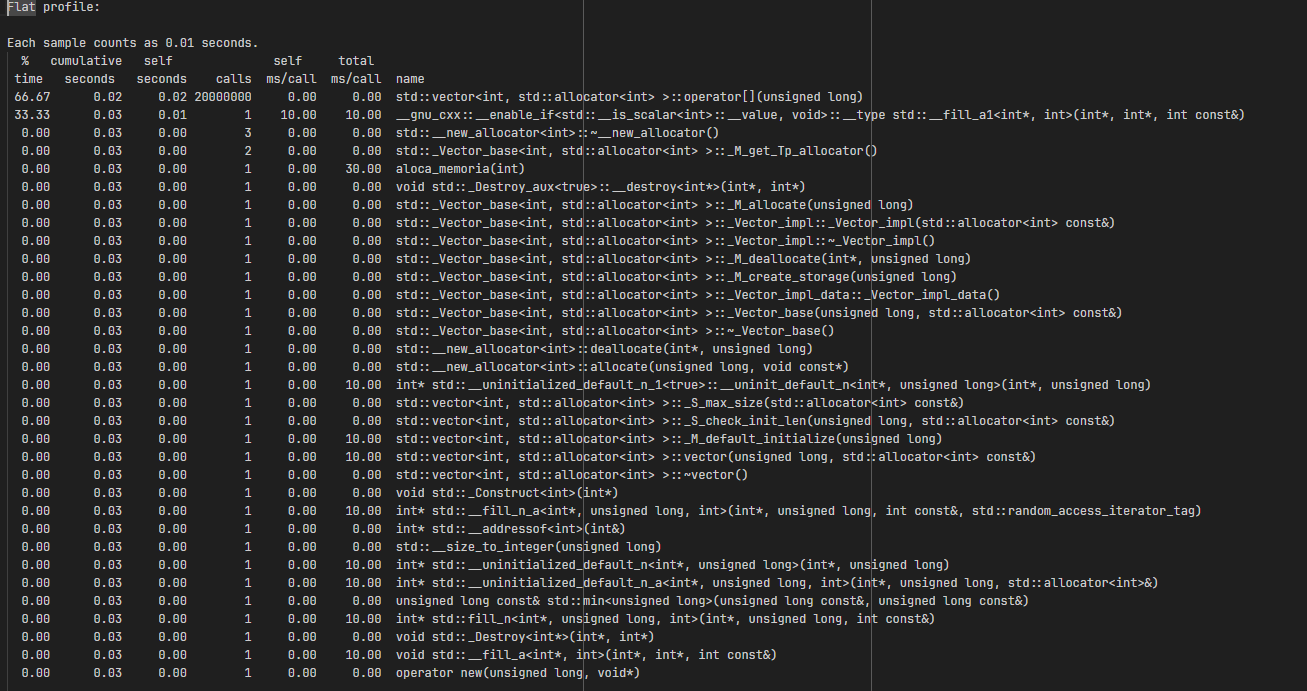 Flat profile:

Each sample counts as 0.01 seconds.
  %   cumulative   self              self     total
 time   seconds   seconds    calls  ms/call  ms/call  name
 66.67      0.02     0.02 20000000     0.00     0.00  std::vector<int, std::allocator<int> >::operator[](unsigned long)
 33.33      0.03     0.01        1    10.00    10.00  __gnu_cxx::__enable_if<std::__is_scalar<int>::__value, void>::__type std::__fill_a1<int*, int>(int*, int*, int const&)
  0.00      0.03     0.00        3     0.00     0.00  std::__new_allocator<int>::~__new_allocator()
  0.00      0.03     0.00        2     0.00     0.00  std::_Vector_base<int, std::allocator<int> >::_M_get_Tp_allocator()
  0.00      0.03     0.00        1     0.00    30.00  aloca_memoria(int)
  0.00      0.03     0.00        1     0.00     0.00  void std::_Destroy_aux<true>::__destroy<int*>(int*, int*)
  0.00      0.03     0.00        1     0.00     0.00  std::_Vector_base<int, std::allocator<int> >::_M_allocate(unsigned long)
  0.00      0.03     0.00        1     0.00     0.00  std::_Vector_base<int, std::allocator<int> >::_Vector_impl::_Vector_impl(std::allocator<int> const&)
  0.00      0.03     0.00        1     0.00     0.00  std::_Vector_base<int, std::allocator<int> >::_Vector_impl::~_Vector_impl()
  0.00      0.03     0.00        1     0.00     0.00  std::_Vector_base<int, std::allocator<int> >::_M_deallocate(int*, unsigned long)
  0.00      0.03     0.00        1     0.00     0.00  std::_Vector_base<int, std::allocator<int> >::_M_create_storage(unsigned long)
  0.00      0.03     0.00        1     0.00     0.00  std::_Vector_base<int, std::allocator<int> >::_Vector_impl_data::_Vector_impl_data()
  0.00      0.03     0.00        1     0.00     0.00  std::_Vector_base<int, std::allocator<int> >::_Vector_base(unsigned long, std::allocator<int> const&)
  0.00      0.03     0.00        1     0.00     0.00  std::_Vector_base<int, std::allocator<int> >::~_Vector_base()
  0.00      0.03     0.00        1     0.00     0.00  std::__new_allocator<int>::deallocate(int*, unsigned long)
  0.00      0.03     0.00        1     0.00     0.00  std::__new_allocator<int>::allocate(unsigned long, void const*)
  0.00      0.03     0.00        1     0.00    10.00  int* std::__uninitialized_default_n_1<true>::__uninit_default_n<int*, unsigned long>(int*, unsigned long)
  0.00      0.03     0.00        1     0.00     0.00  std::vector<int, std::allocator<int> >::_S_max_size(std::allocator<int> const&)
  0.00      0.03     0.00        1     0.00     0.00  std::vector<int, std::allocator<int> >::_S_check_init_len(unsigned long, std::allocator<int> const&)
  0.00      0.03     0.00        1     0.00    10.00  std::vector<int, std::allocator<int> >::_M_default_initialize(unsigned long)
  0.00      0.03     0.00        1     0.00    10.00  std::vector<int, std::allocator<int> >::vector(unsigned long, std::allocator<int> const&)
  0.00      0.03     0.00        1     0.00     0.00  std::vector<int, std::allocator<int> >::~vector()
  0.00      0.03     0.00        1     0.00     0.00  void std::_Construct<int>(int*)
  0.00      0.03     0.00        1     0.00    10.00  int* std::__fill_n_a<int*, unsigned long, int>(int*, unsigned long, int const&, std::random_access_iterator_tag)
  0.00      0.03     0.00        1     0.00     0.00  int* std::__addressof<int>(int&)
  0.00      0.03     0.00        1     0.00     0.00  std::__size_to_integer(unsigned long)
  0.00      0.03     0.00        1     0.00    10.00  int* std::__uninitialized_default_n<int*, unsigned long>(int*, unsigned long)
  0.00      0.03     0.00        1     0.00    10.00  int* std::__uninitialized_default_n_a<int*, unsigned long, int>(int*, unsigned long, std::allocator<int>&)
  0.00      0.03     0.00        1     0.00     0.00  unsigned long const& std::min<unsigned long>(unsigned long const&, unsigned long const&)
  0.00      0.03     0.00        1     0.00    10.00  int* std::fill_n<int*, unsigned long, int>(int*, unsigned long, int const&)
  0.00      0.03     0.00        1     0.00     0.00  void std::_Destroy<int*>(int*, int*)
  0.00      0.03     0.00        1     0.00    10.00  void std::__fill_a<int*, int>(int*, int*, int const&)
  0.00      0.03     0.00        1     0.00     0.00  operator new(unsigned long, void*)